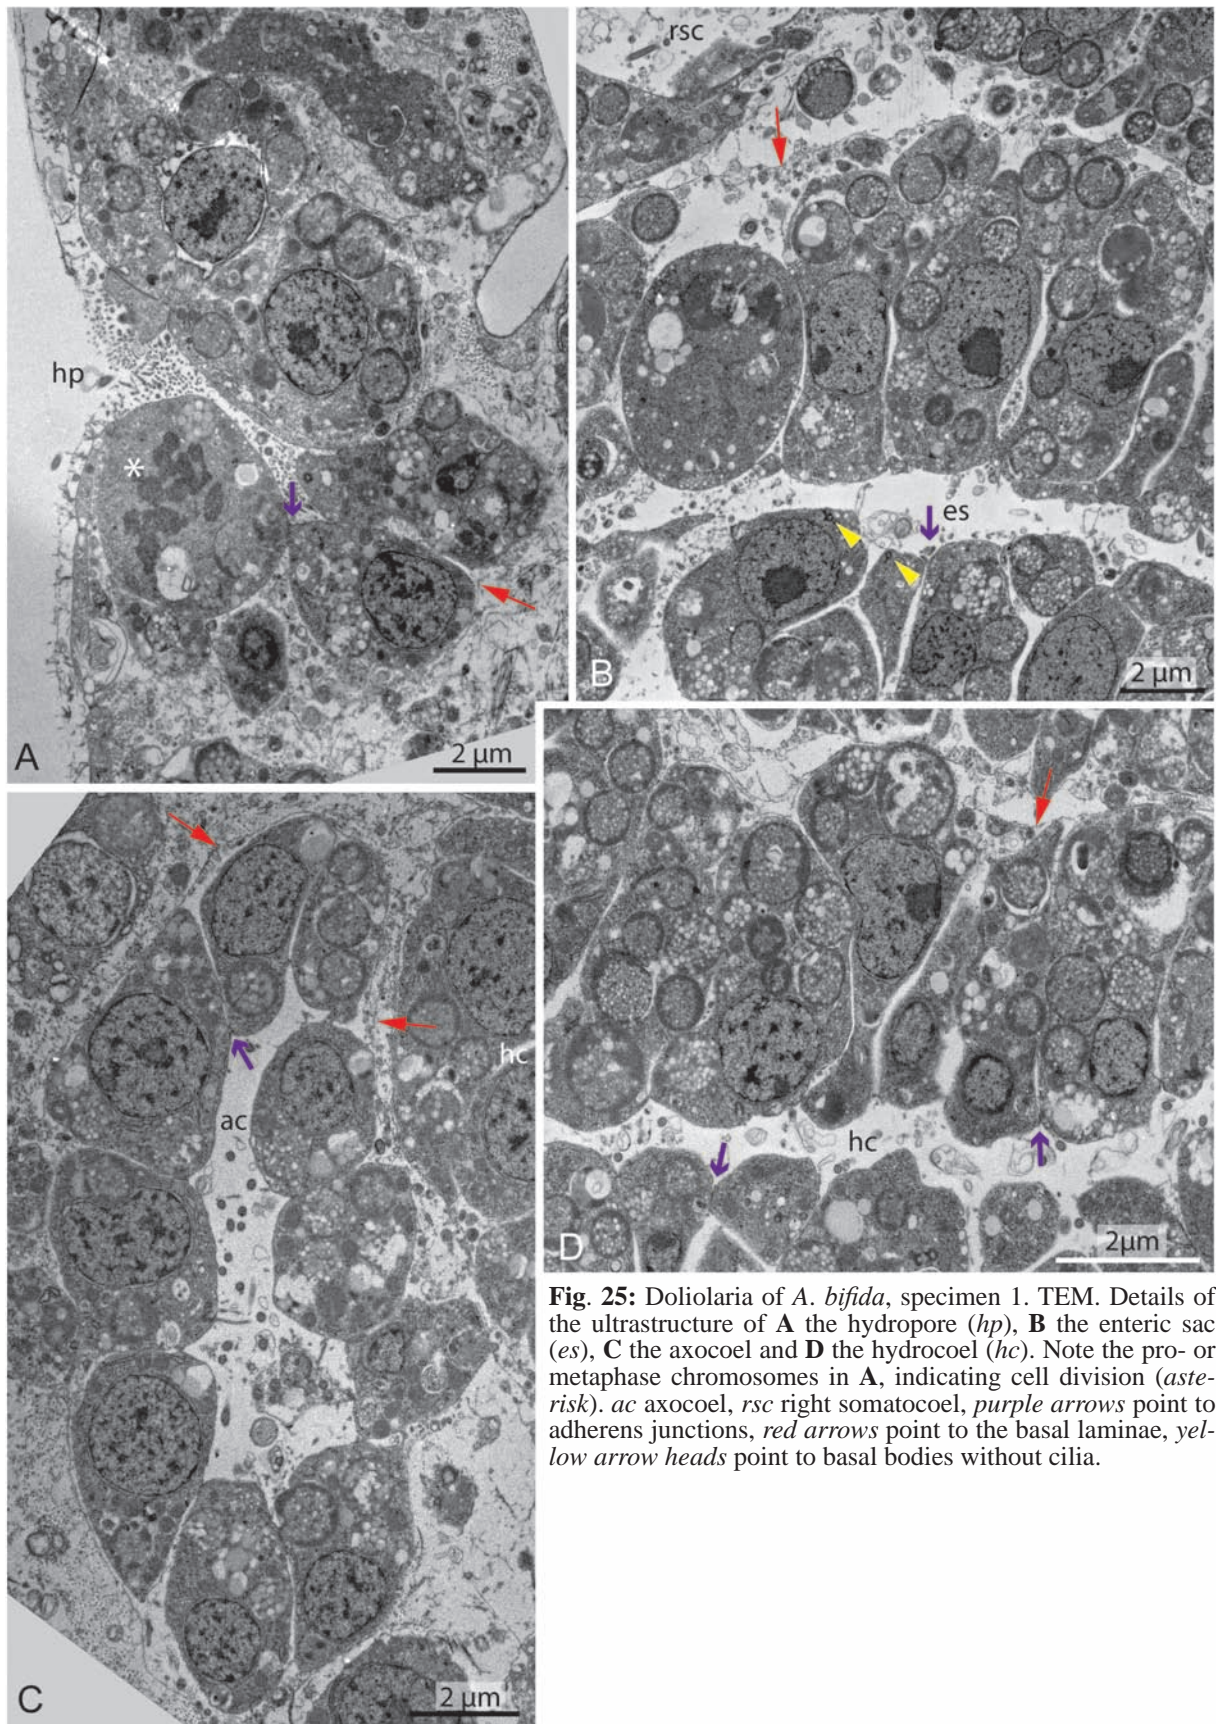 rsc
hp
*
es
A
2 µm
B
2 µm
ac
hc
C
2 µm
hc
D
2µm
Fig. 25: Doliolaria of A. bifida, specimen 1. TEM. Details of
the ultrastructure of A the hydropore (hp), B the enteric sac
(es), C the axocoel and D the hydrocoel (hc). Note the pro- or
metaphase chromosomes in A, indicating cell division (aste-
risk). ac axocoel, rsc right somatocoel, purple arrows point to
adherens junctions, red arrows point to the basal laminae, yel-
low arrow heads point to basal bodies without cilia.